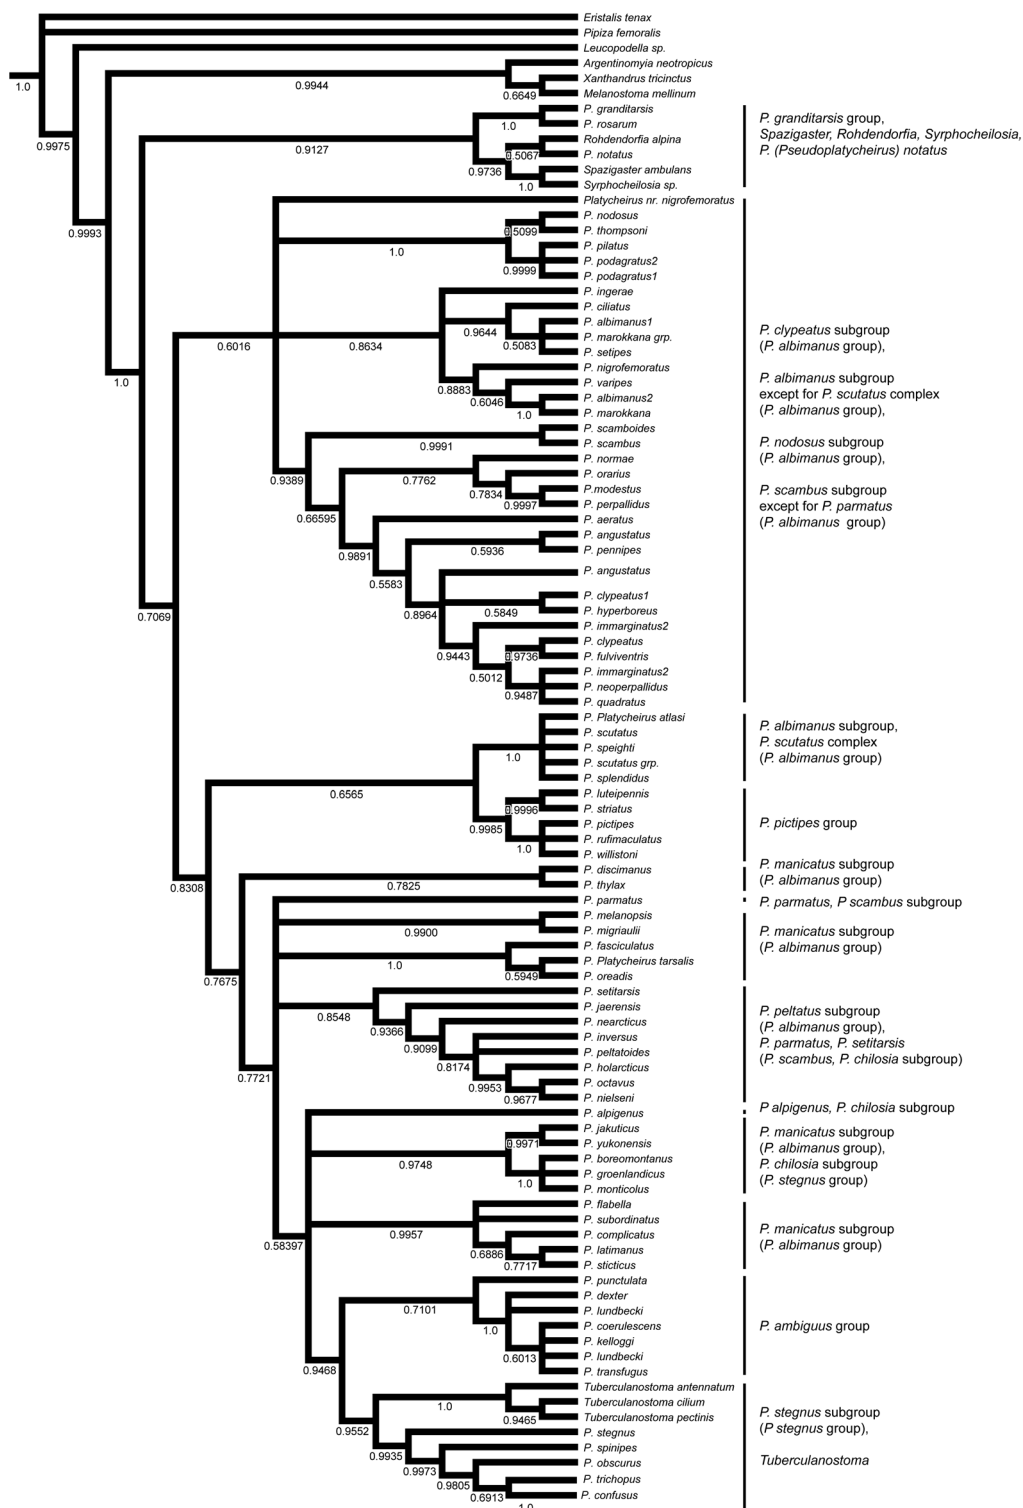 Eristalis tenax
Pipiza femoralis
Leucopodella sp.
Argentinomyia neotropicus
Xanthandrus tricinctus
Melanostoma mellinum
P. granditarsis
P. rosarum
Rohdendorfia alpina
P. notatus
Spazigaster ambulans
Syrphocheilosia sp.
Platycheirus nr. nigrofemoratus
P. nodosus
P. thompsoni
P. pilatus
P. podagratus2
P. podagratus1
P. ingerae
P. ciliatus
P. albimanus1
P. marokkana grp.
P. setipes
P. nigrofemoratus
P. varipes
P. albimanus2
P. marokkana
P. scamboides
P. scambus
P. normae
P. orarius
P.modestus
P. perpallidus
P. aeratus
P. angustatus
P. pennipes
P. angustatus
P. clypeatus1
P. hyperboreus
P. immarginatus2
P. clypeatus
P. fulviventris
P. immarginatus2
P. neoperpallidus
P. quadratus
P. Platycheirus atlasi
P. scutatus
P. speighti
P. scutatus grp.
P. splendidus
P. luteipennis
P. striatus
P. pictipes
P. rufimaculatus
P. willistoni
P. discimanus
P. thylax
P. parmatus
P. melanopsis
P. migriaulii
P. fasciculatus
P. Platycheirus tarsalis
P. oreadis
P. setitarsis
P. jaerensis
P. nearcticus
P. inversus
P. peltatoides
P. holarcticus
P. octavus
P. nielseni
P. alpigenus
P. jakuticus
P. yukonensis
P. boreomontanus
P. groenlandicus
P. monticolus
P. flabella
P. subordinatus
P. complicatus
P. latimanus
P. sticticus
P. punctulata
P. dexter
P. lundbecki
P. coerulescens
P. kelloggi
P. lundbecki
P. transfugus
Tuberculanostoma antennatum
Tuberculanostoma cilium
Tuberculanostoma pectinis
P. stegnus
P. spinipes
P. obscurus
P. trichopus
P. confusus
1.0
0.9975
0.9993
1.0
0.9944
0.6649
0.9127
1.0
0.5067
0.9736
1.0
0.7069
0.6016
1.0
0.5099
0.9999
0.8634
0.9644
0.5083
0.8883
0.6046
1.0
0.9389
0.9991
0.66595
0.7762
0.7834
0.9997
0.9891
0.5583
0.5936
0.8964
0.5849
0.9443
0.9736
0.5012
0.9487
0.8308
0.6565
1.0
0.9996
0.9985
1.0
0.7675
0.7825
0.7721
0.9900
1.0
0.5949
0.8548
0.9366
0.9099
0.8174
0.9953
0.9677
0.58397
0.9748
0.9971
1.0
0.9957
0.6886
0.7717
0.9468
0.7101
1.0
0.6013
0.9552
1.0
0.9465
0.9935
0.9973
0.9805
0.6913
1.0
P. granditarsis group,
Spazigaster, Rohdendorfia, Syrphocheilosia,
P. (Pseudoplatycheirus) notatus
P. clypeatus subgroup
(P. albimanus group),
P. albimanus subgroup
except for P. scutatus complex
(P. albimanus group),
P. nodosus subgroup
(P. albimanus group),
P. scambus subgroup
except for P. parmatus
(P. albimanus group)
P. albimanus subgroup,
P. scutatus complex
(P. albimanus group)
P. pictipes group
P. manicatus subgroup
(P. albimanus group)
P. parmatus, P scambus subgroup
P. manicatus subgroup
(P. albimanus group)
P. peltatus subgroup
(P. albimanus group),
P. parmatus, P. setitarsis
(P. scambus, P. chilosia subgroup)
P alpigenus, P. chilosia subgroup
P. manicatus subgroup
(P. albimanus group),
P. chilosia subgroup
(P. stegnus group)
P. manicatus subgroup
(P. albimanus group)
P. ambiguus group
P. stegnus subgroup
(P stegnus group),
Tuberculanostoma